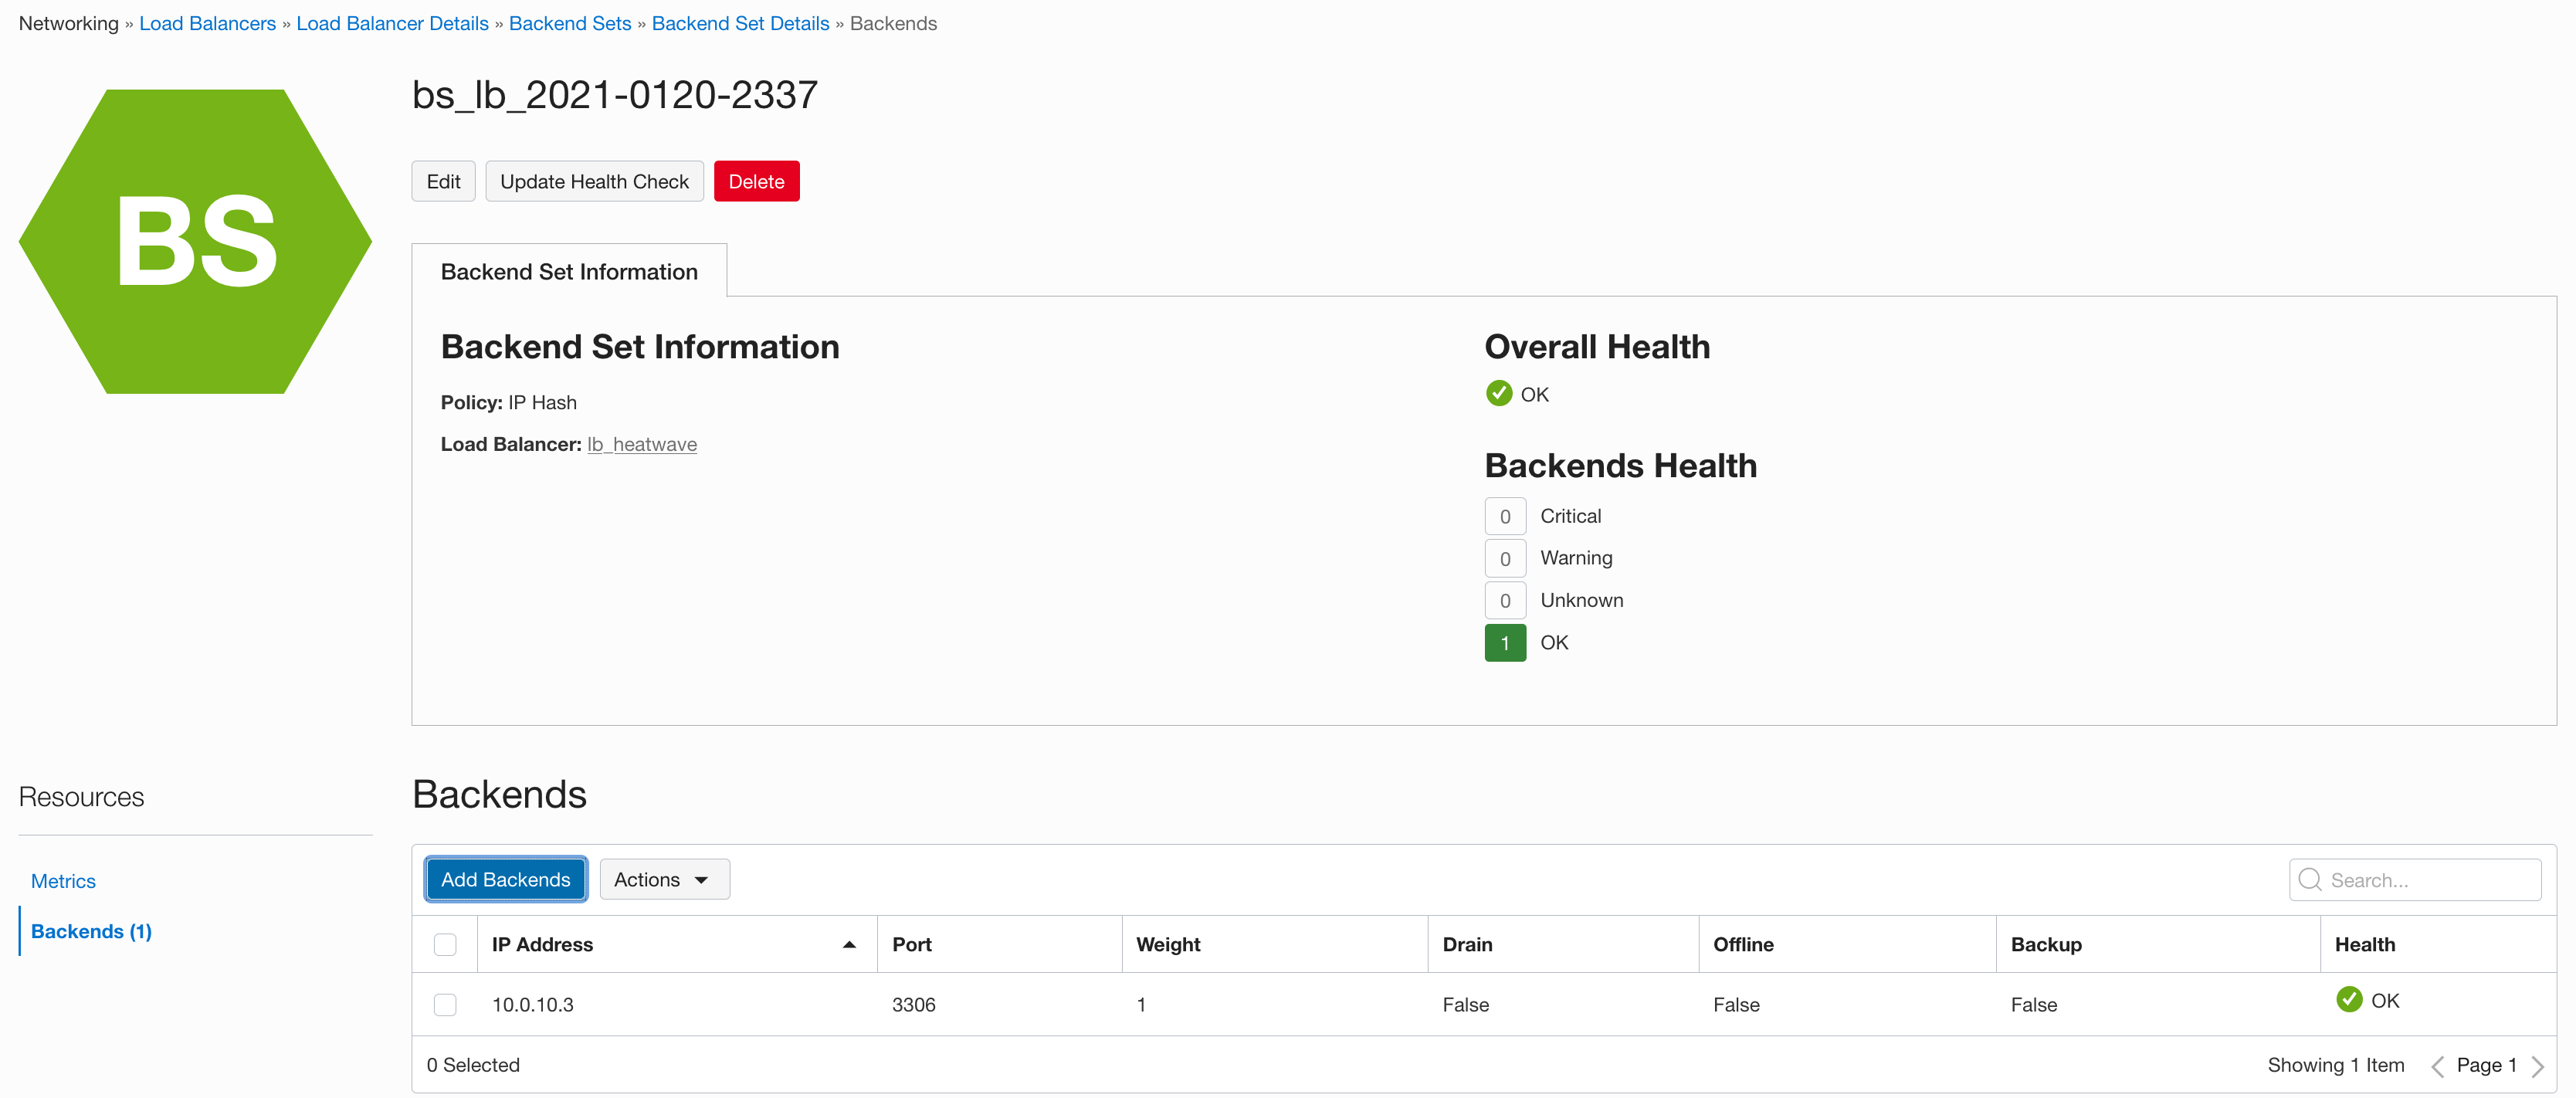 Networking » Load Balancers » Load Balancer Details » Backend Sets » Backend Set Details » Backends
BS
bs_lb_2021-0120-2337
Edit Update Health Check Delete
Backend Set Information
Backend Set Information
Policy: IP Hash
Load Balancer: lb_heatwave
Overall Health
OK
Backends Health
0 Critical
0 Warning
0 Unknown
1 OK
Resources
Metrics
Backends (1)
Backends
Add Backends Actions Search...
IP Address Port Weight Drain Offline Backup Health
10.0.10.3 3306 1 False False False OK
0 Selected Showing 1 Item Page 1